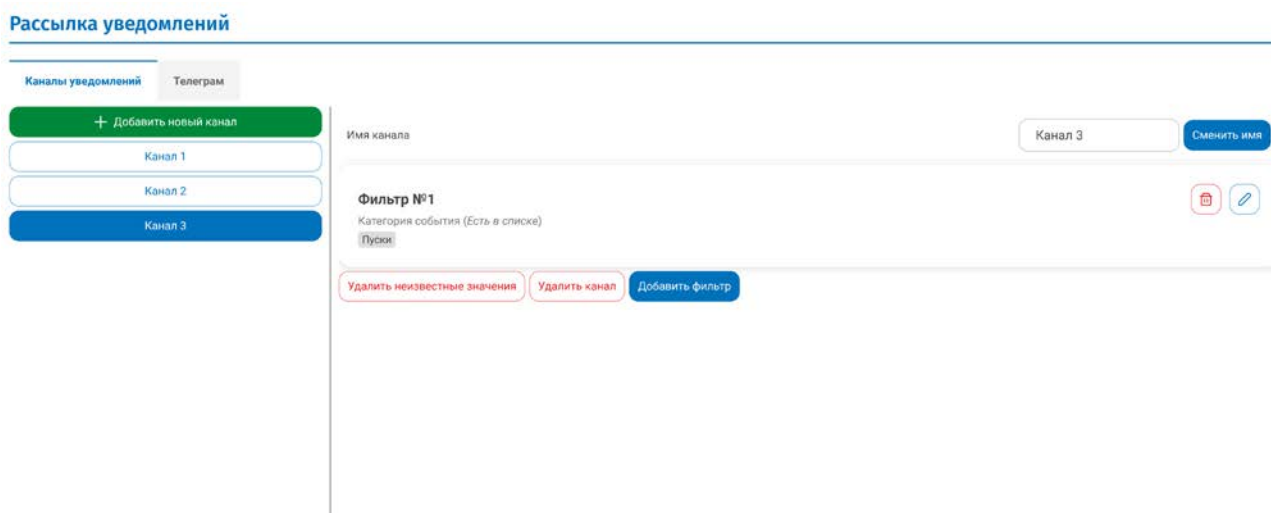 Рассылка уведомлений
Каналы уведомлений Телеграм
Добавить новый канал
Канал 1
Канал 2
Канал 3
Имя канала Канал 3 Сменить имя
Фильтр №1
Категория события (Есть в списке)
Пуски
Удалить неизвестные значения Удалить канал Добавить фильтр